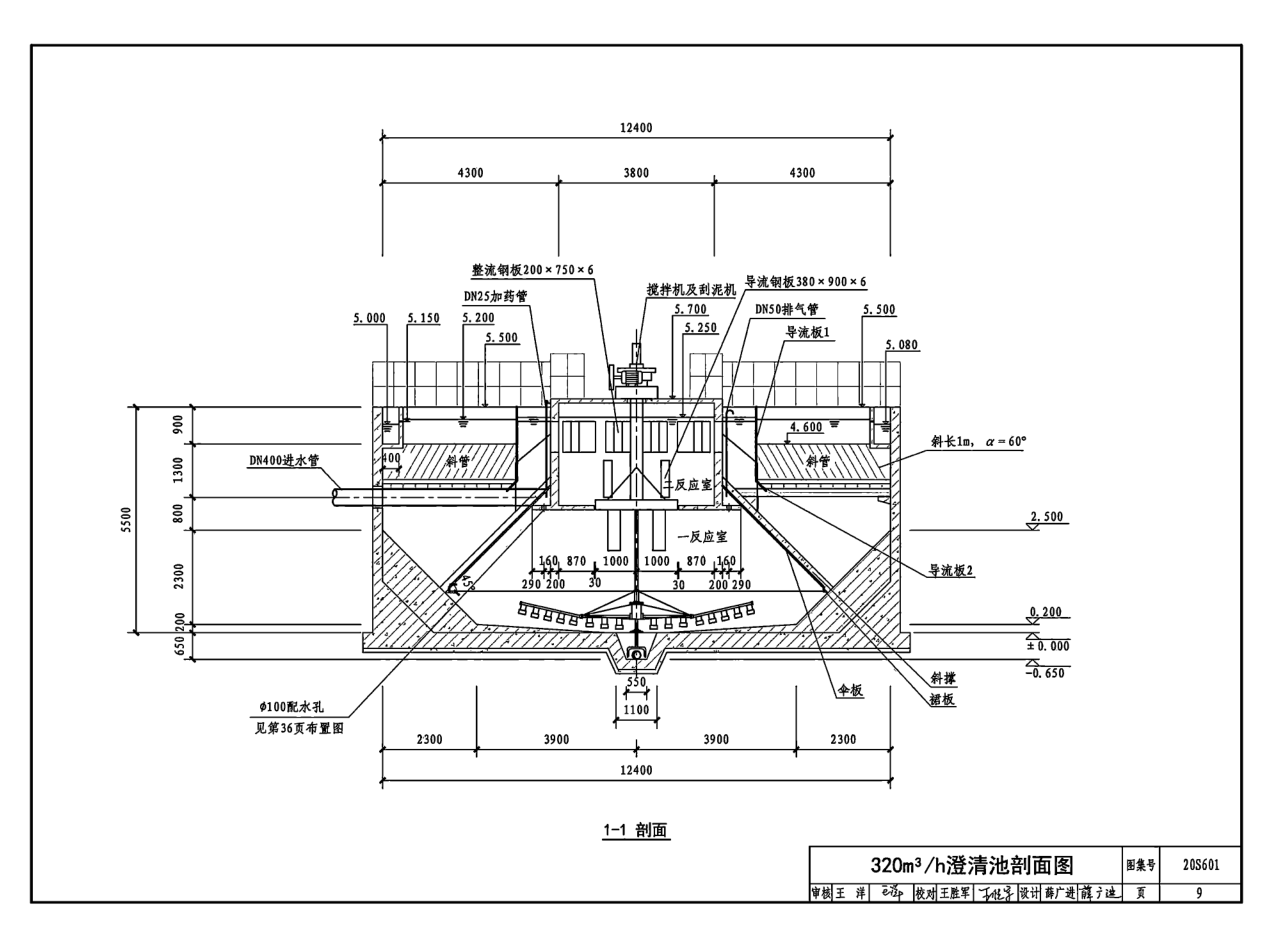 12400
4300 3800 4300
整流钢板200×750×6
DN25加药管
搅拌机及刮泥机
导流钢板380×900×6
DN50排气管
导流板1
5.000 5.150 5.200 5.500
5.700
5.250
5.500
5.080
4.600
斜长1m, α=60°
DN400进水管
400
斜管
斜管
二反应室
一反应室
5500
900
1300
800
2300
200
650
160 870 1000 1000 870 160
290 200 30 30 200 290
45°
2.500
0.200
±0.000
-0.650
导流板2
斜撑
裙板
伞板
φ100配水孔
见第36页布置图
550
1100
2300 3900 3900 2300
12400
1-1 剖面
320m³/h澄清池剖面图 图集号 20S601
审核 王 洋 校对 王胜军 设计 薛广进 薛广进 页 9